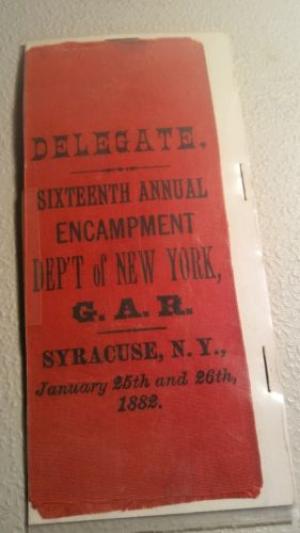 DELEGATE.
SIXTEENTH ANNUAL
ENCAMPMENT
DEP'T of NEW YORK,
G. A. R.
SYRACUSE, N. Y.,
January 25th and 26th,
1882.